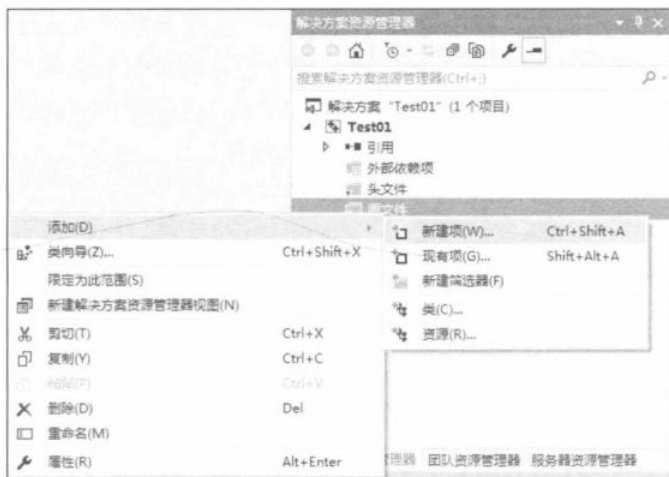 解决方案资源管理器
搜索解决方案资源管理器(Ctrl+;)
解决方案 "Test01" (1 个项目)
Test01
引用
外部依赖项
头文件
源文件
添加(D)
类向导(Z)... Ctrl+Shift+X
限定为此范围(S)
新建解决方案资源管理器视图(N)
剪切(T) Ctrl+X
复制(Y) Ctrl+C
粘贴(P) Ctrl+V
删除(D) Del
重命名(M)
属性(R) Alt+Enter
新建项(W)... Ctrl+Shift+A
现有项(G)... Shift+Alt+A
新建筛选器(F)
类(C)...
资源(R)...
理器 团队资源管理器 服务器资源管理器